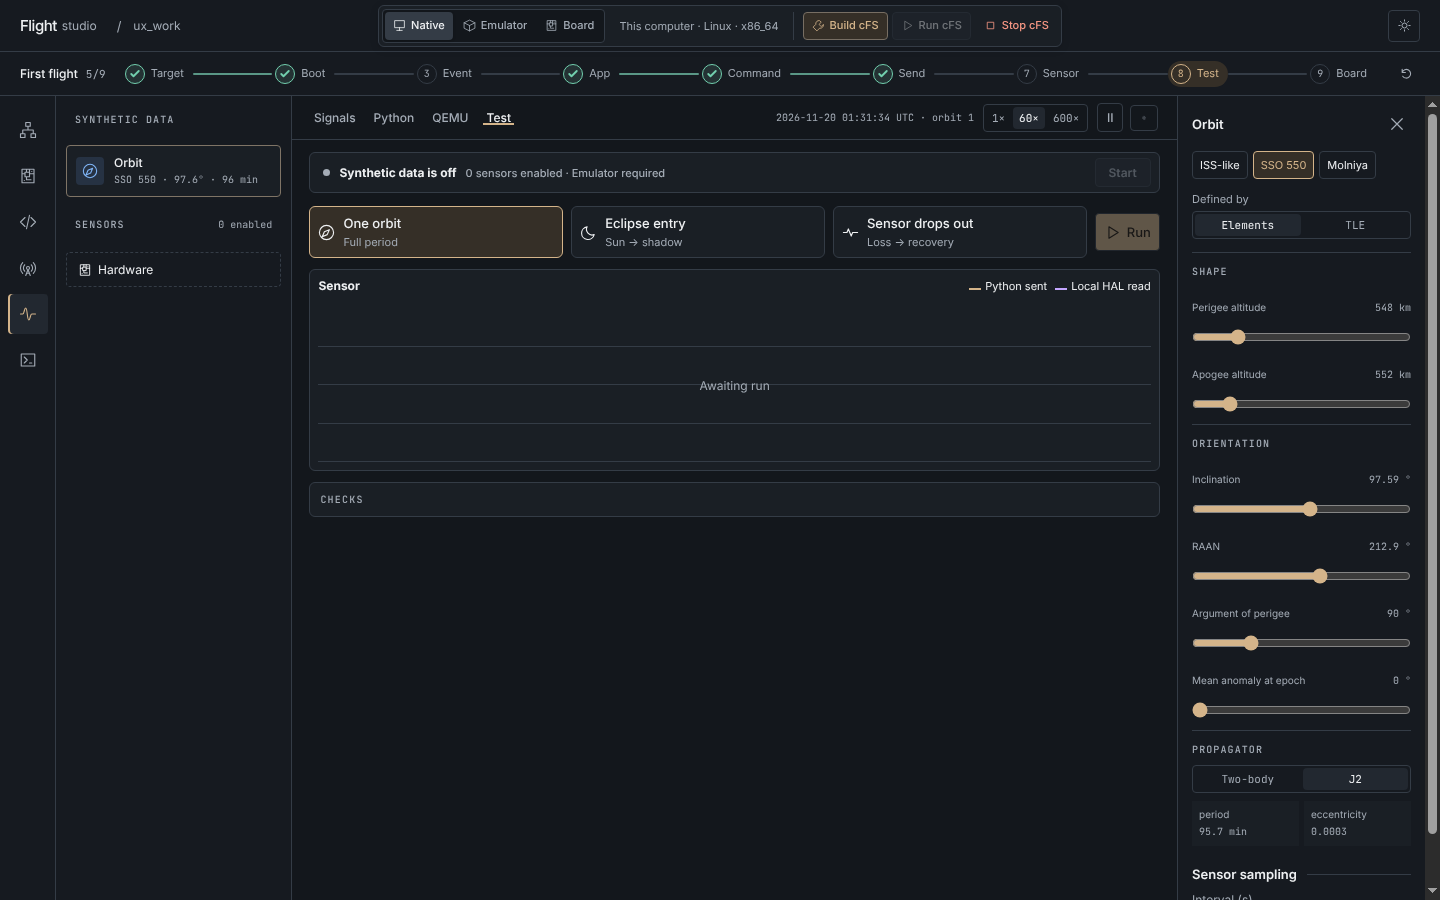 Flight studio / ux_work
Native Emulator Board This computer · Linux · x86_64 Build cFS Run cFS Stop cFS
First flight 5/9 Target Boot 3 Event App Command Send 7 Sensor 8 Test 9 Board
SYNTHETIC DATA
Orbit
SSO 550 · 97.6° · 96 min
SENSORS 0 enabled
Hardware
Signals Python QEMU Test 2026-11-20 01:31:34 UTC · orbit 1 1× 60× 600×
Synthetic data is off 0 sensors enabled · Emulator required Start
One orbit
Full period
Eclipse entry
Sun → shadow
Sensor drops out
Loss → recovery
Run
Sensor Python sent Local HAL read
Awaiting run
CHECKS
Orbit
ISS-like SSO 550 Molniya
Defined by
Elements TLE
SHAPE
Perigee altitude 548 km
Apogee altitude 552 km
ORIENTATION
Inclination 97.59 °
RAAN 212.9 °
Argument of perigee 90 °
Mean anomaly at epoch 0 °
PROPAGATOR
Two-body J2
period eccentricity
95.7 min 0.0003
Sensor sampling
Interval (s)